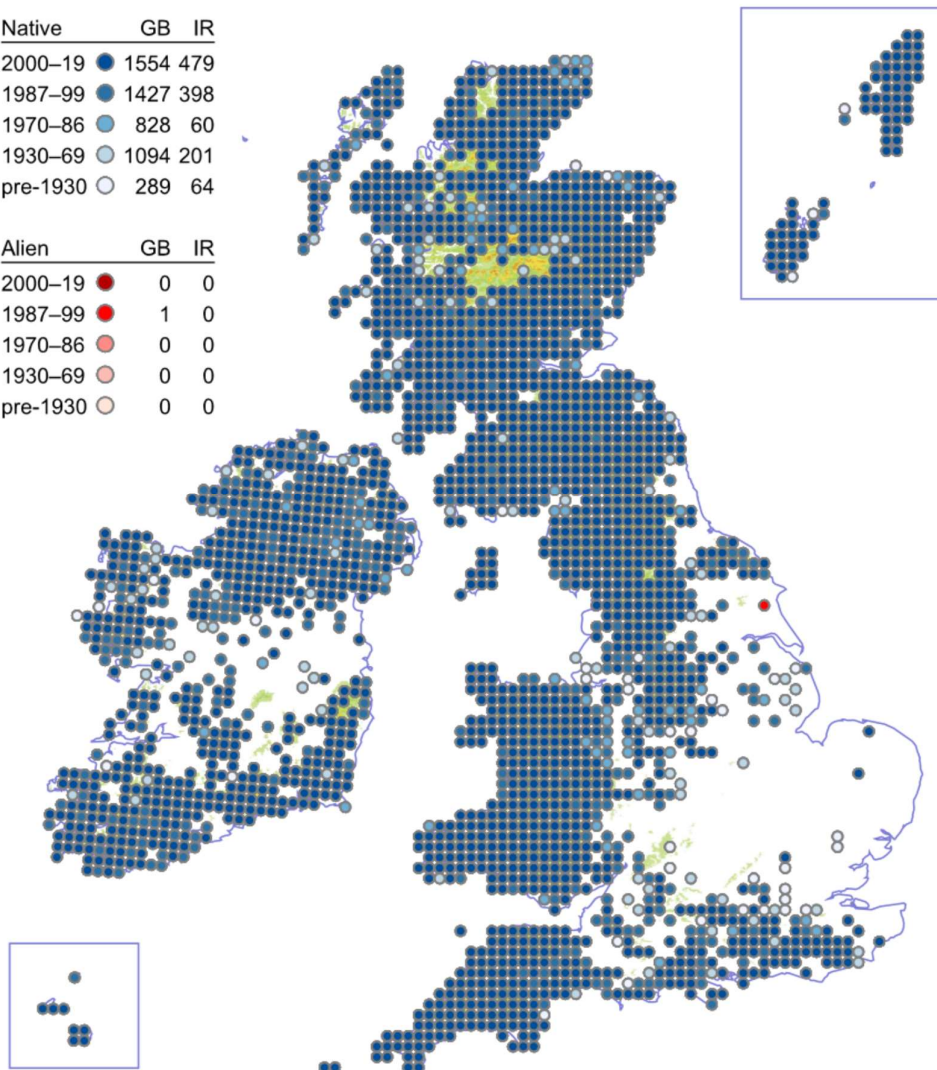 Native GB IR
2000–19 1554 479
1987–99 1427 398
1970–86 828 60
1930–69 1094 201
pre-1930 289 64
Alien GB IR
2000–19 0 0
1987–99 1 0
1970–86 0 0
1930–69 0 0
pre-1930 0 0